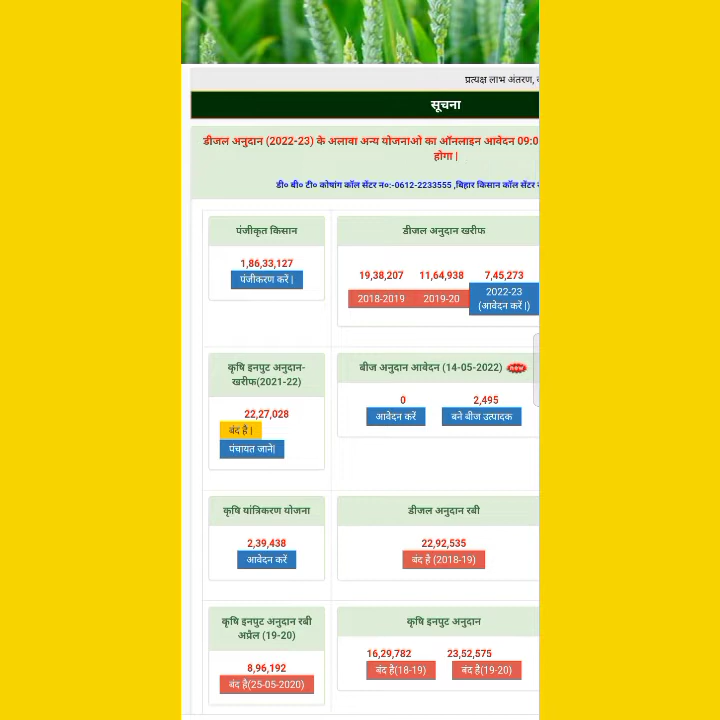 प्रत्यक्ष लाभ अंतरण,
सूचना
डीजल अनुदान (2022-23) के अलावा अन्य योजनाओ का ऑनलाइन आवेदन 09:0
होगा |
डी० बी० टी० कोषांग कॉल सेंटर न०:-0612-2233555 ,बिहार किसान कॉल सेंटर
पंजीकृत किसान
1,86,33,127
पंजीकरण करें |
डीजल अनुदान खरीफ
19,38,207 11,64,938 7,45,273
2018-2019 2019-20 2022-23
(आवेदन करें |)
कृषि इनपुट अनुदान-
खरीफ(2021-22)
22,27,028
बंद है |
पंचायत जाने|
बीज अनुदान आवेदन (14-05-2022) new
0 2,495
आवेदन करें बने बीज उत्पादक
कृषि यांत्रिकरण योजना
2,39,438
आवेदन करें
डीजल अनुदान रबी
22,92,535
बंद है (2018-19)
कृषि इनपुट अनुदान रबी
अप्रैल (19-20)
8,96,192
बंद है(25-05-2020)
कृषि इनपुट अनुदान
16,29,782 23,52,575
बंद है(18-19) बंद है(19-20)